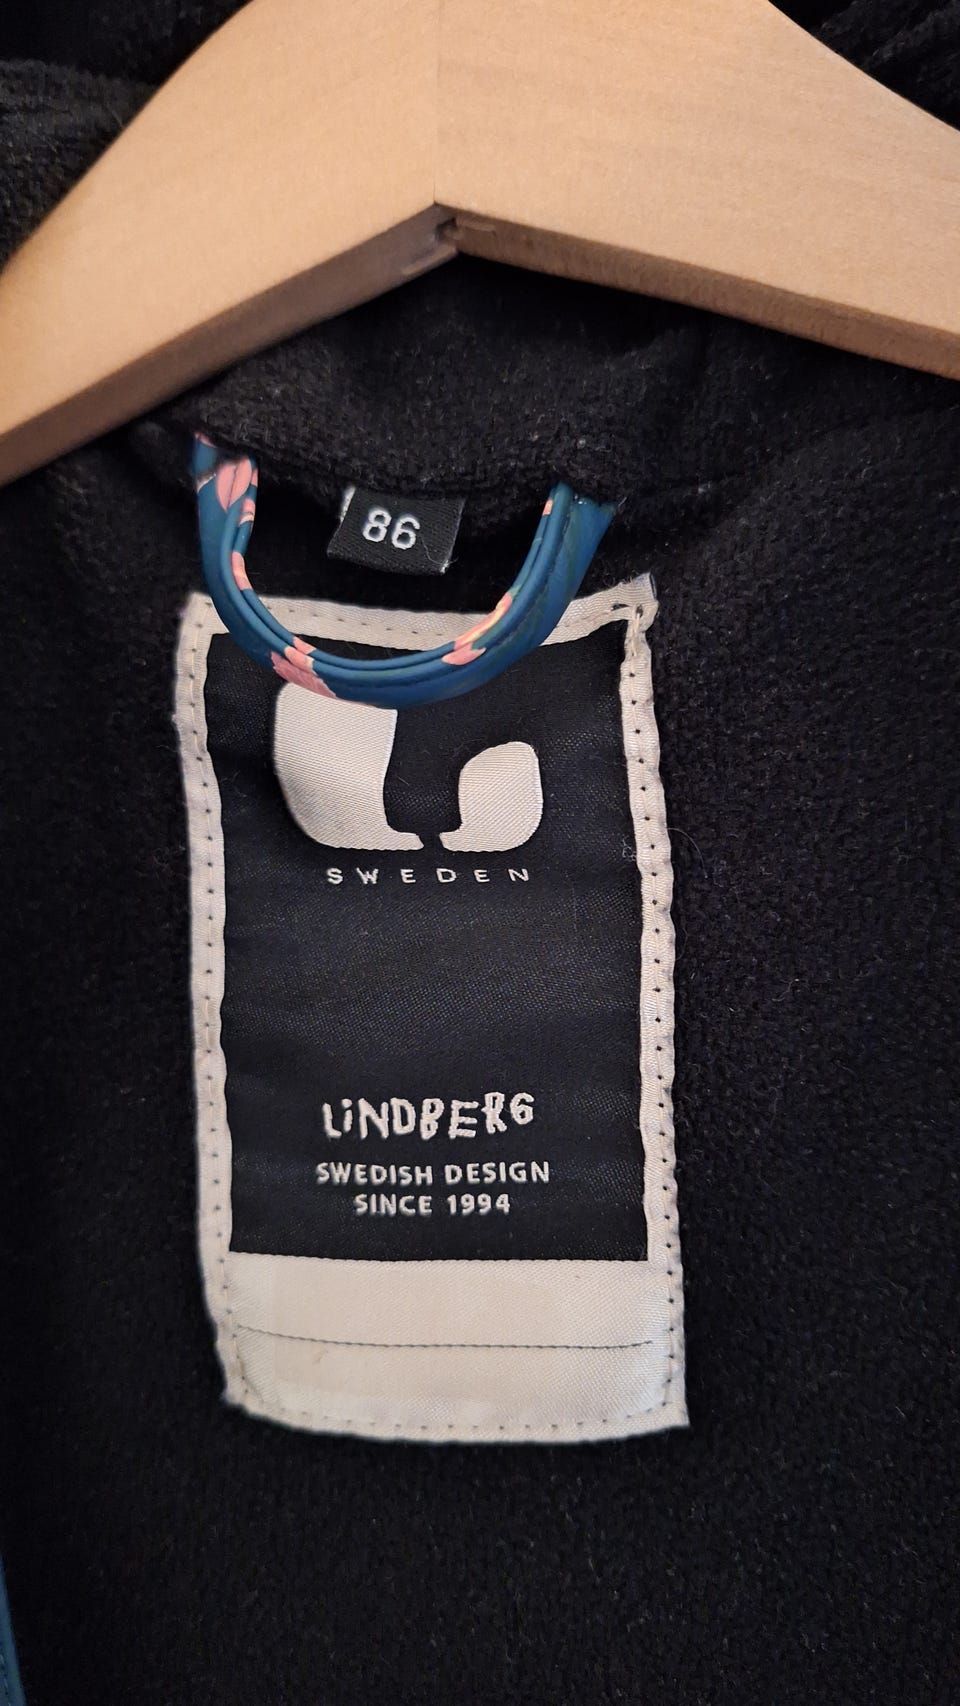 86
SWEDEN
LINDBERG
SWEDISH DESIGN
SINCE 1994